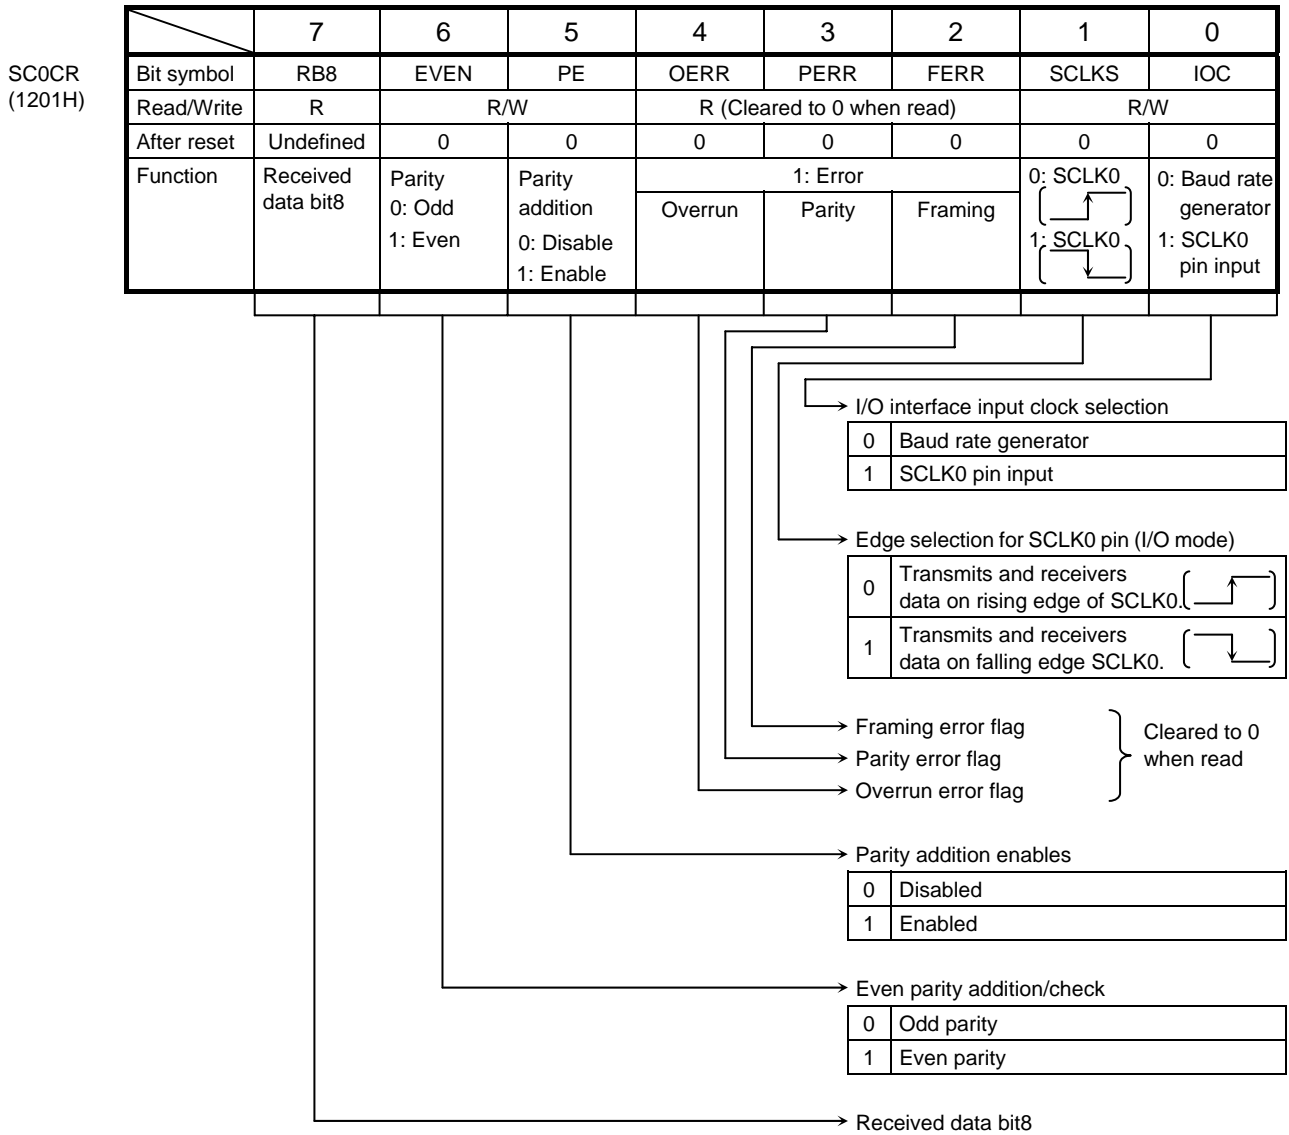 7 6 5 4 3 2 1 0
SC0CR
(1201H)
Bit symbol RB8 EVEN PE OERR PERR FERR SCLKS IOC
Read/Write R R/W R (Cleared to 0 when read) R/W
After reset Undefined 0 0 0 0 0 0 0
Function
Received
data bit8
Parity
0: Odd
1: Even
Parity
addition
0: Disable
1: Enable
1: Error
Overrun Parity Framing
0: SCLK0
1: SCLK0
0: Baud rate
generator
1: SCLK0
pin input
I/O interface input clock selection
0 Baud rate generator
1 SCLK0 pin input
Edge selection for SCLK0 pin (I/O mode)
0 Transmits and receivers
data on rising edge of SCLK0.
1 Transmits and receivers
data on falling edge SCLK0.
Framing error flag
Parity error flag
Overrun error flag
Cleared to 0
when read
Parity addition enables
0 Disabled
1 Enabled
Even parity addition/check
0 Odd parity
1 Even parity
Received data bit8